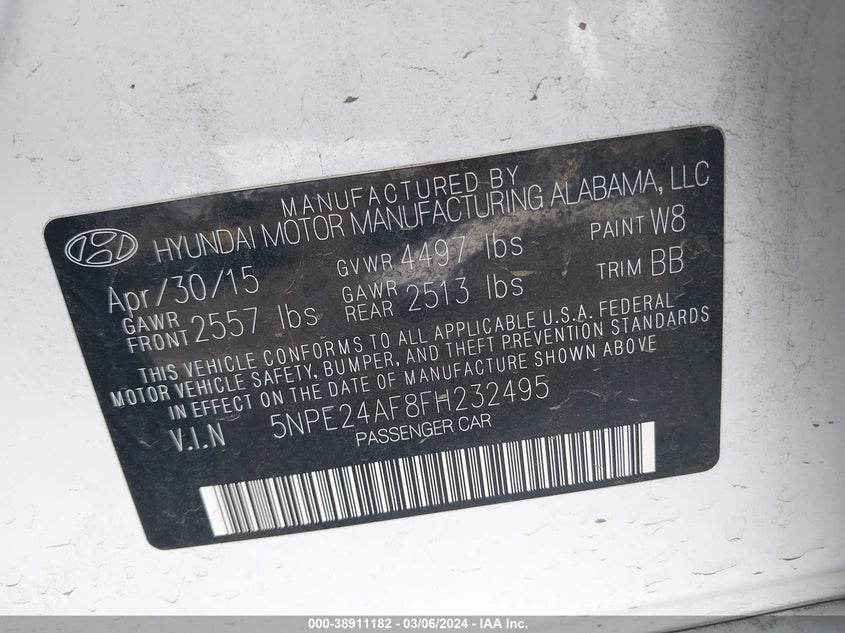 MANUFACTURED BY
HYUNDAI MOTOR MANUFACTURING ALABAMA, LLC
Apr/30/15 GVWR 4497 lbs PAINT W8
GAWR FRONT 2557 lbs GAWR REAR 2513 lbs TRIM BB
THIS VEHICLE CONFORMS TO ALL APPLICABLE U.S.A. FEDERAL
MOTOR VEHICLE SAFETY, BUMPER, AND THEFT PREVENTION STANDARDS
IN EFFECT ON THE DATE OF MANUFACTURE SHOWN ABOVE
V.I.N 5NPE24AF8FH232495
PASSENGER CAR
000-38911182 - 03/06/2024 - IAA Inc.